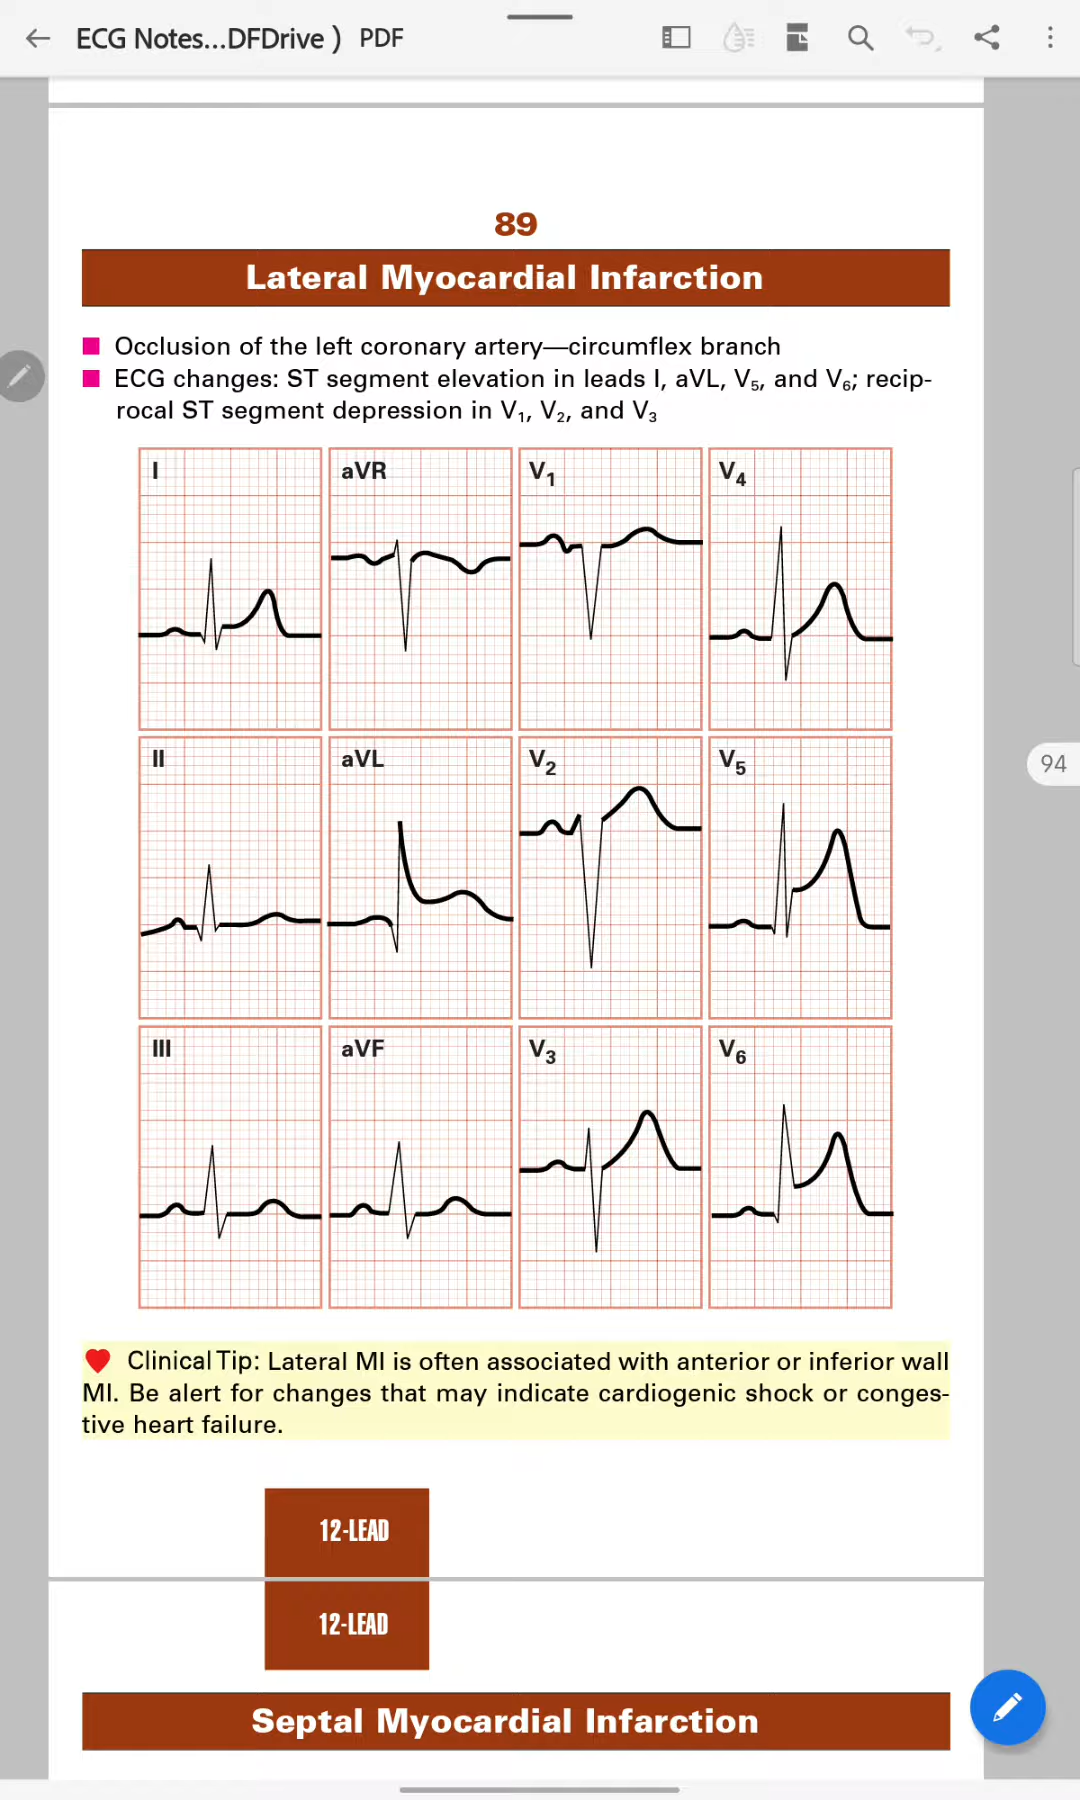 ECG Notes...DFDrive ) PDF
89
Lateral Myocardial Infarction
Occlusion of the left coronary artery—circumflex branch
ECG changes: ST segment elevation in leads I, aVL, V₅, and V₆; recip-
rocal ST segment depression in V₁, V₂, and V₃
I aVR V₁ V₄
94
II aVL V₂ V₅
III aVF V₃ V₆
Clinical Tip: Lateral MI is often associated with anterior or inferior wall
MI. Be alert for changes that may indicate cardiogenic shock or conges-
tive heart failure.
12-LEAD
12-LEAD
Septal Myocardial Infarction